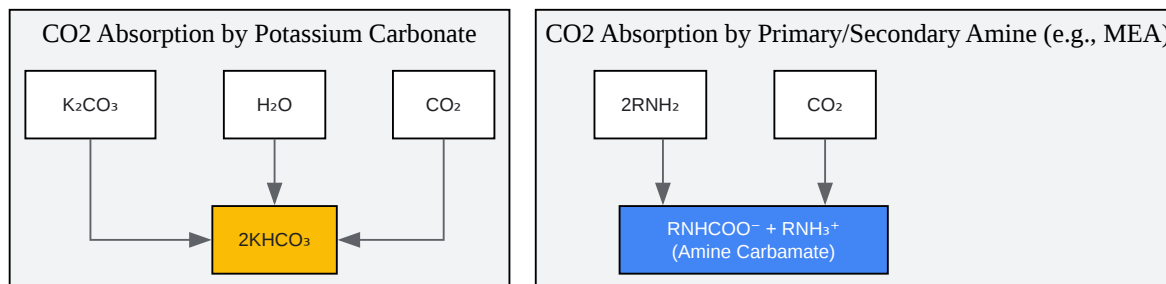 CO2 Absorption by Potassium Carbonate
K₂CO₃
H₂O
CO₂
2KHCO₃
CO2 Absorption by Primary/Secondary Amine (e.g., MEA)
2RNH₂
CO₂
RNHCOO⁻ + RNH₃⁺
(Amine Carbamate)